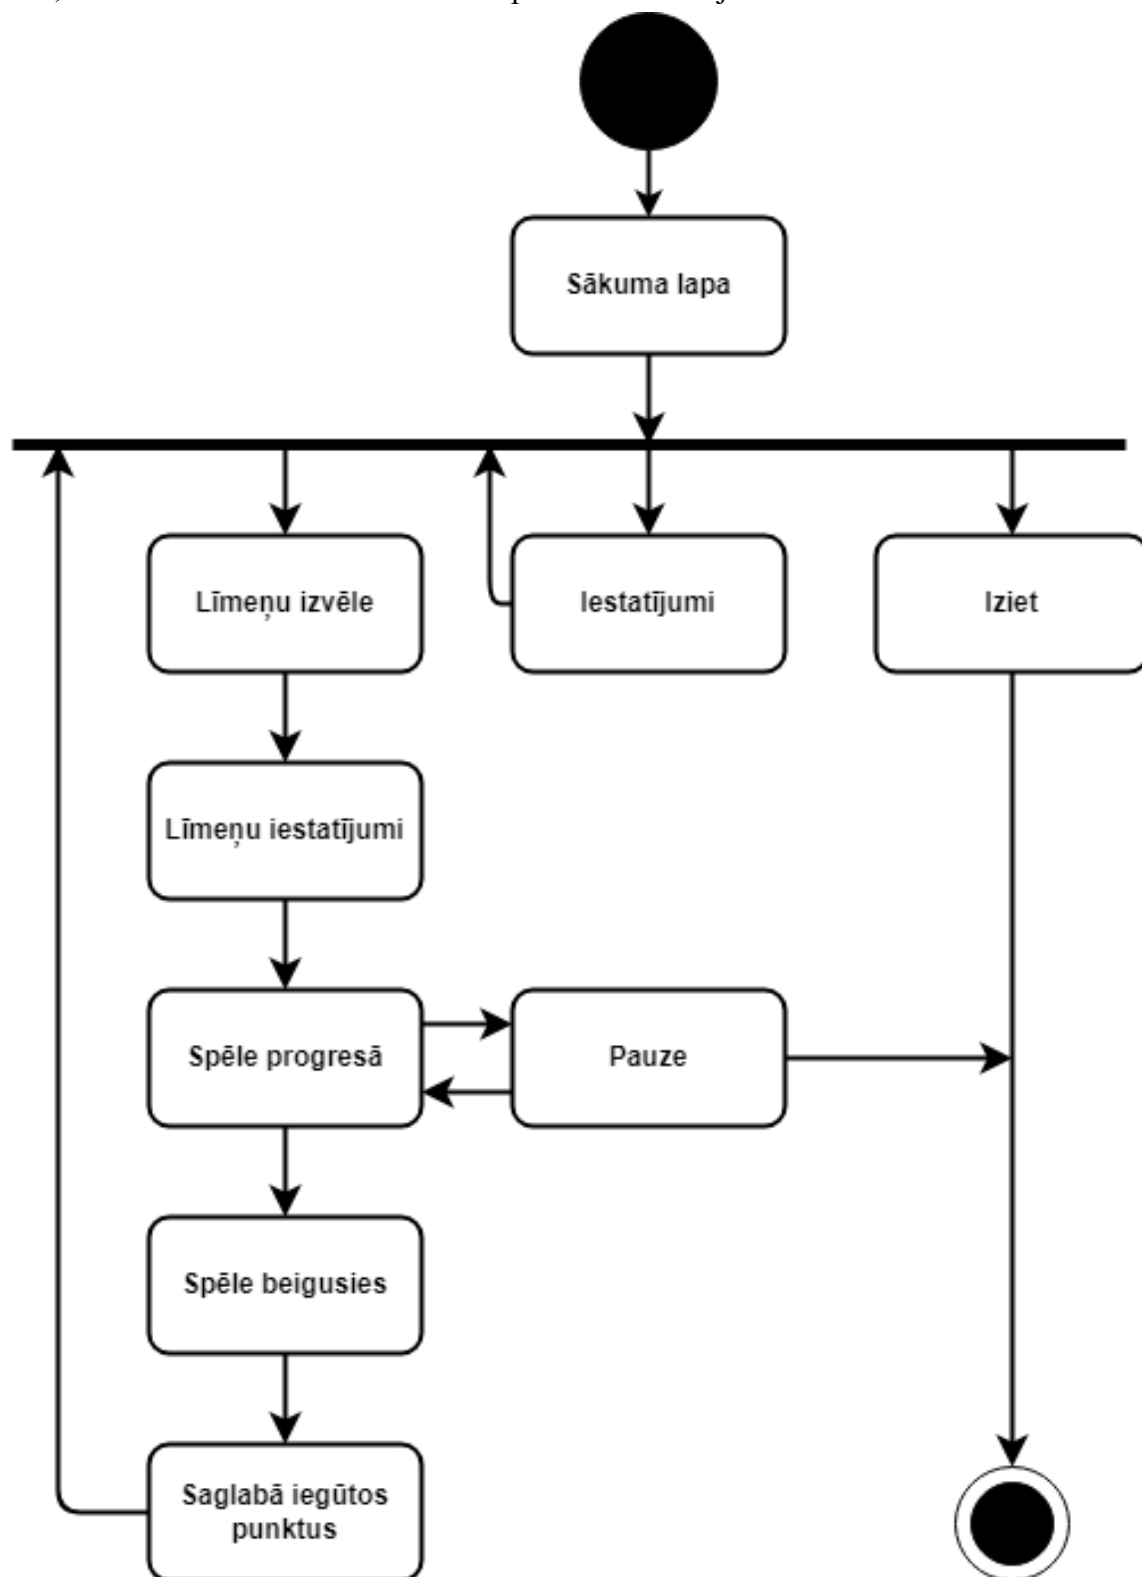 Sākuma lapa
Līmeņu izvēle
Iestatījumi
Iziet
Līmeņu iestatījumi
Spēle progresā
Pauze
Spēle beigusies
Saglabā iegūtos
punktus